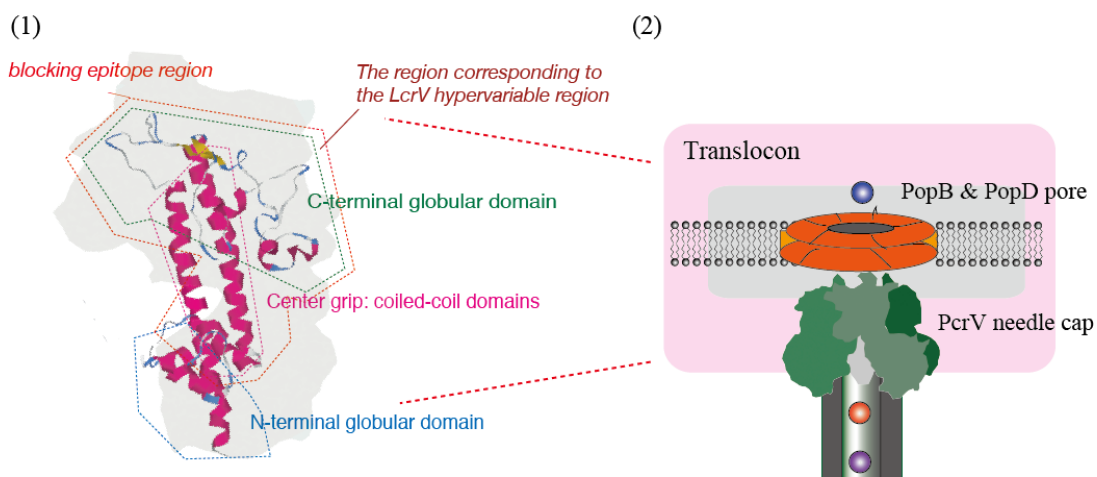 (1)
blocking epitope region
The region corresponding to
the LcrV hypervariable region
C-terminal globular domain
Center grip: coiled-coil domains
N-terminal globular domain
(2)
Translocon
PopB & PopD pore
PcrV needle cap